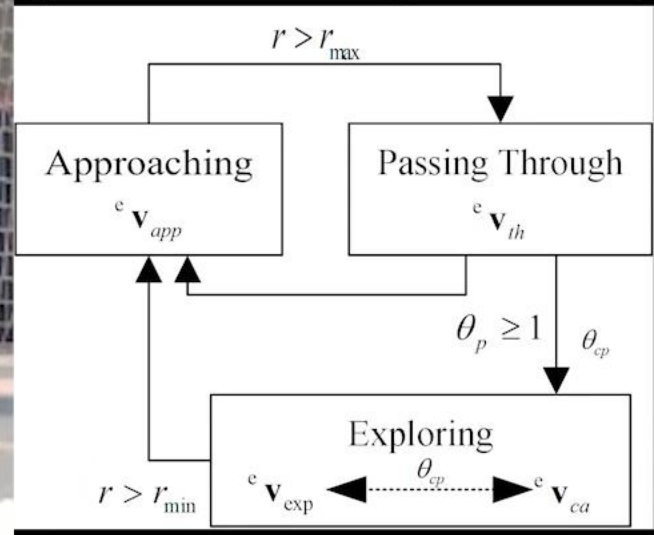 r > r_max
Approaching
Passing Through
ᵉ v_app
ᵉ v_th
θ_p ≥ 1
θ_cp
Exploring
r > r_min
ᵉ v_exp
θ_cp
ᵉ v_ca